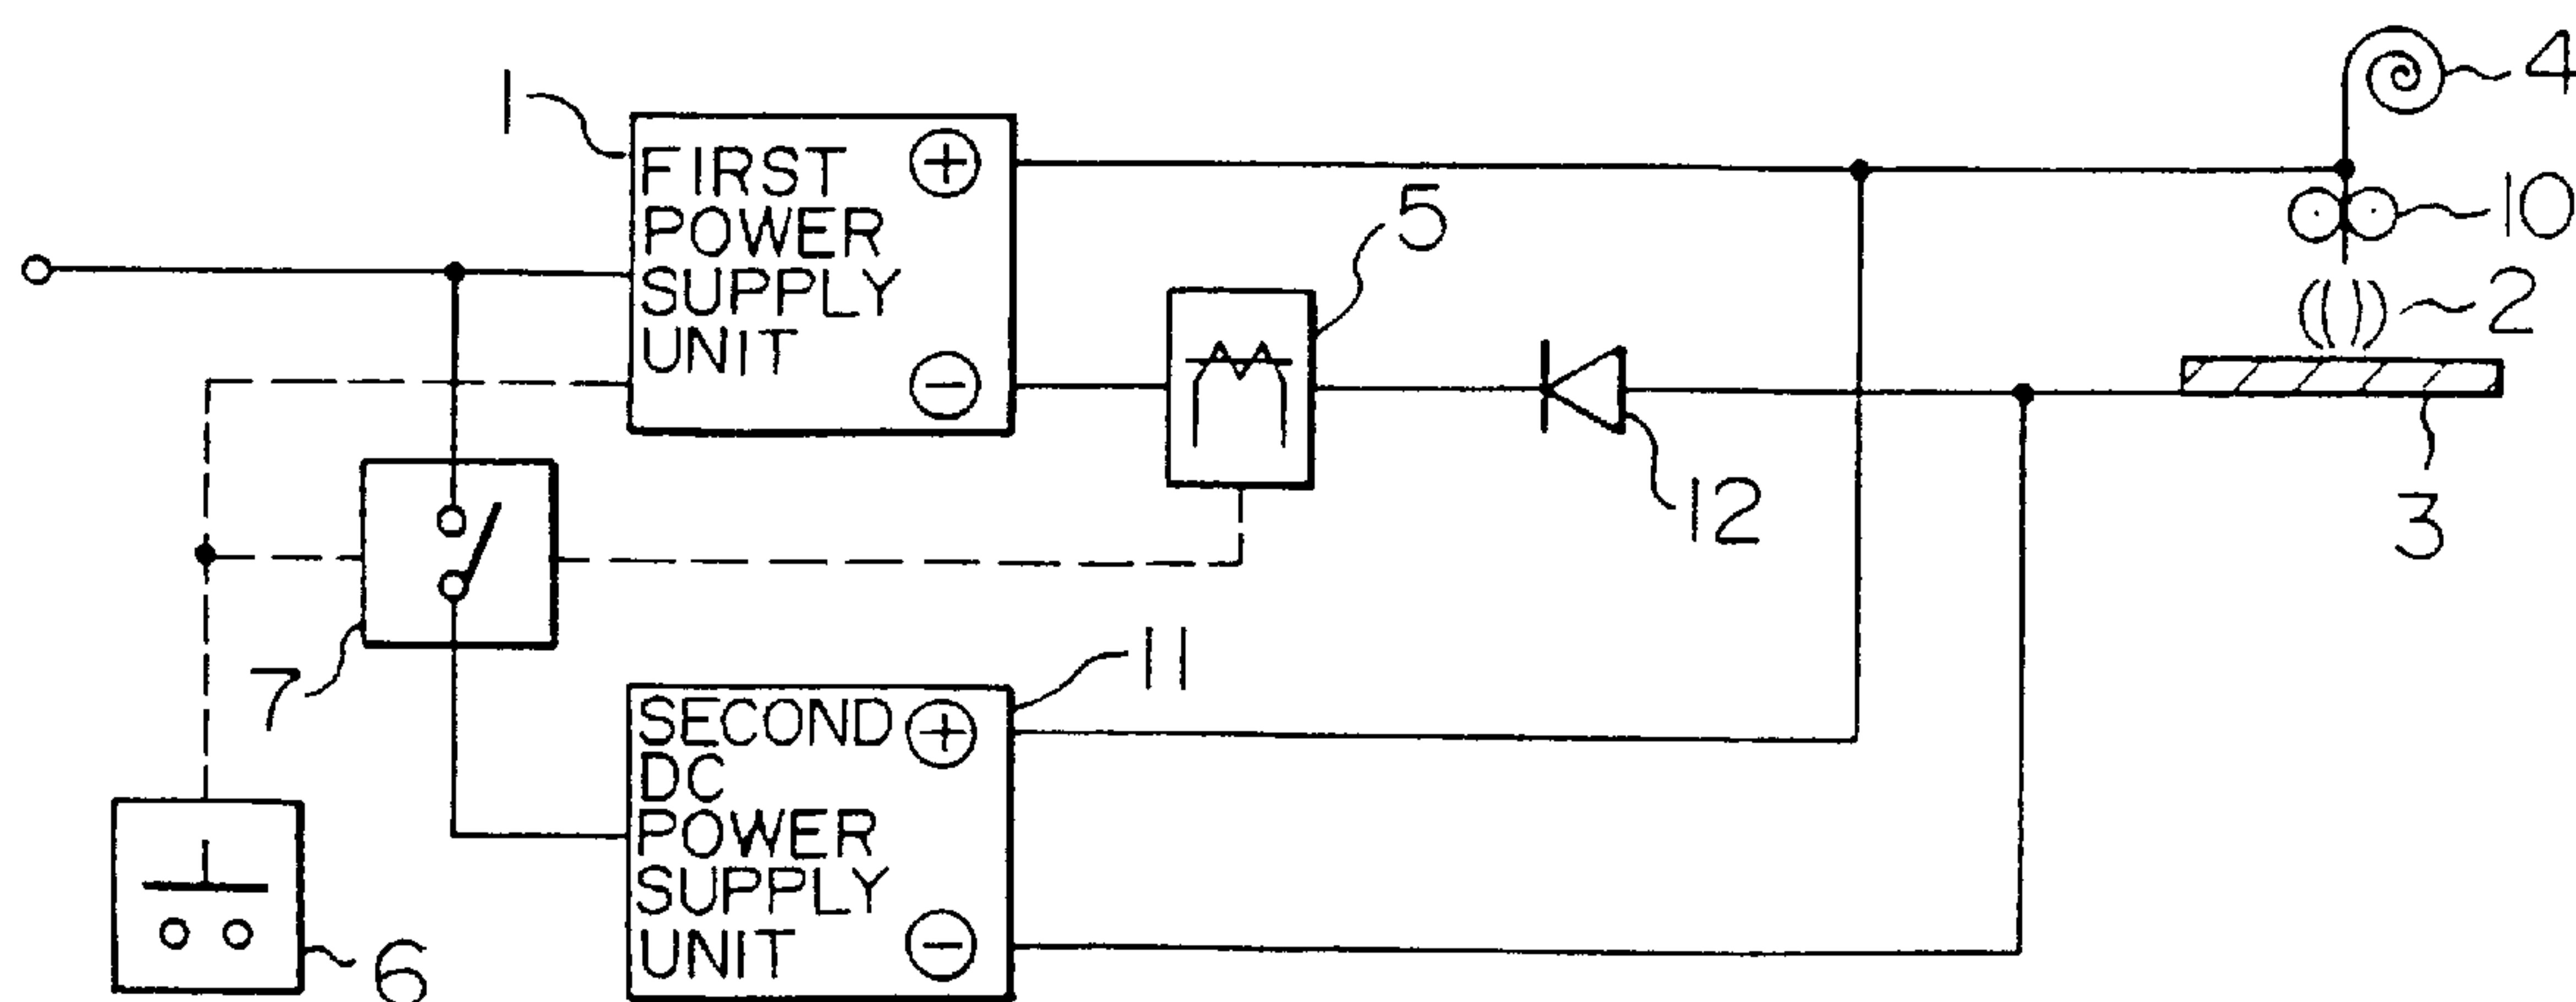 1
FIRST
POWER
SUPPLY
UNIT
+
−
5
12
4
10
2
3
7
6
11
SECOND
DC
POWER
SUPPLY
UNIT
+
−